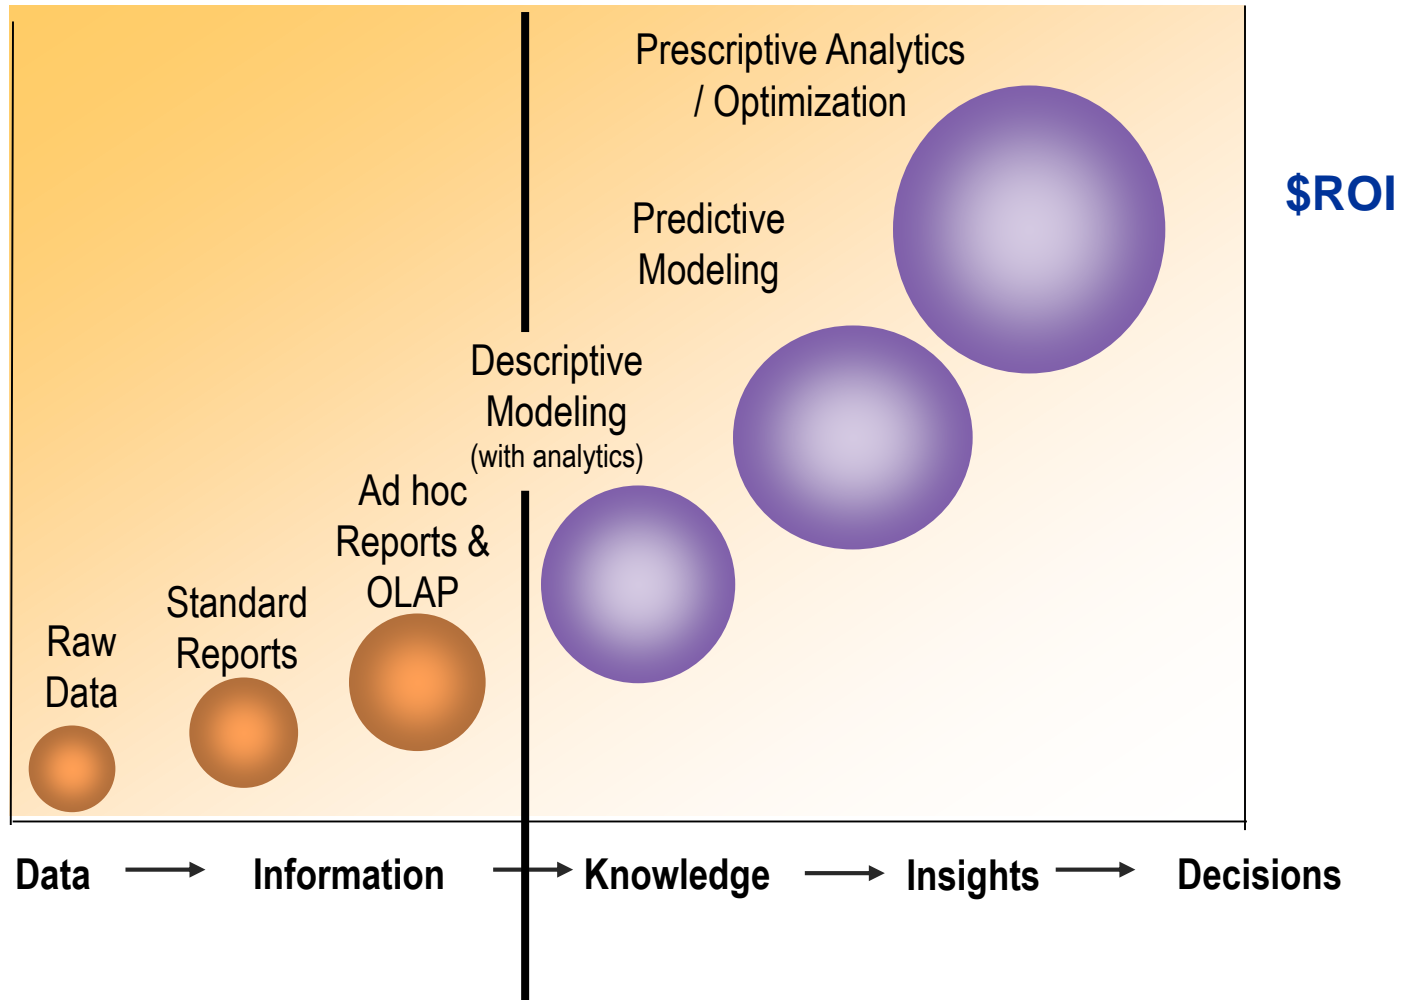 Prescriptive Analytics
/ Optimization
$ROI
Predictive
Modeling
Descriptive
Modeling
(with analytics)
Ad hoc
Reports &
OLAP
Standard
Reports
Raw
Data
Data
Information
Knowledge
Insights
Decisions